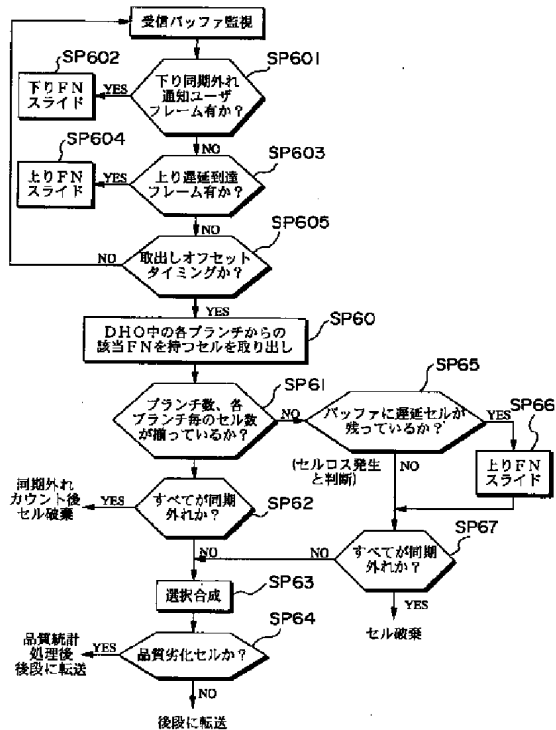 受信バッファ監視
SP602
SP601
下りFN
スライド
YES
下り同期外れ
通知ユーザ
フレーム有か？
NO
SP604
SP603
上りFN
スライド
YES
上り遅延到達
フレーム有か？
NO
SP605
NO
取出しオフセット
タイミングか？
YES
SP60
DHO中の各ブランチからの
該当FNを持つセルを取り出し
SP61
SP65
ブランチ数、各
ブランチ毎のセル数
が揃っているか？
NO
バッファに遅延セルが
残っているか？
YES
SP66
(セルロス発生
と判断)
NO
上りFN
スライド
同期外れ
カウント後
セル破棄
YES
すべてが同期
外れか？
SP62
SP67
NO
NO
すべてが同期
外れか？
YES
セル破棄
SP63
選択合成
SP64
品質統計
処理後
後段に転送
YES
品質劣化セルか？
NO
後段に転送